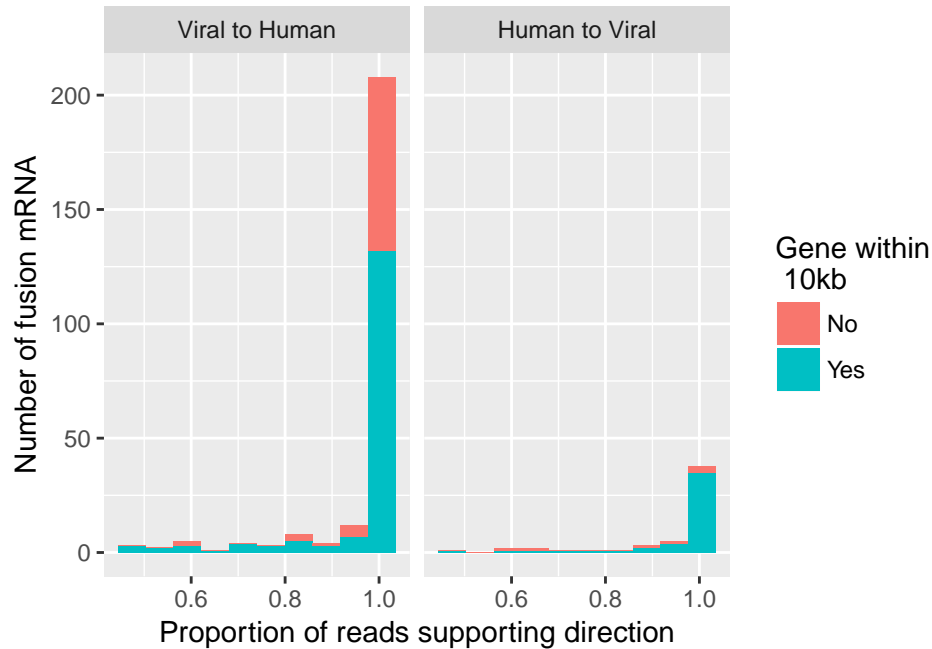 Viral to Human
Human to Viral
Number of fusion mRNA
200
150
100
50
0
0.6
0.8
1.0
0.6
0.8
1.0
Proportion of reads supporting direction
Gene within
10kb
No
Yes